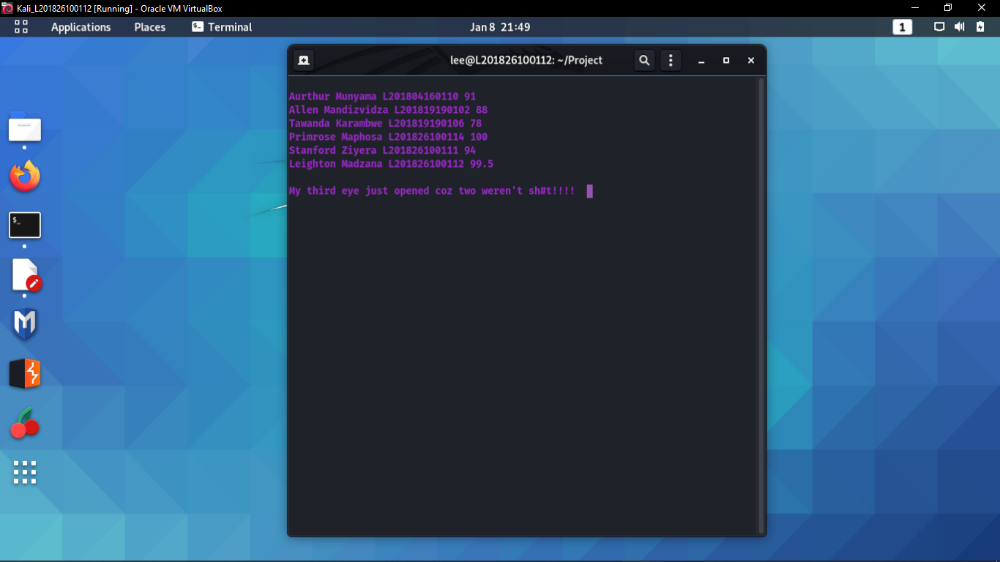 Kali_L201826100112 [Running] - Oracle VM VirtualBox
Applications Places Terminal Jan 8 21:49 1
lee@L201826100112: ~/Project
Aurthur Munyama L201804160110 91
Allen Mandizvidza L201819190102 88
Tawanda Karambwe L201819190106 78
Primrose Maphosa L201826100114 100
Stanford Ziyera L201826100111 94
Leighton Madzana L201826100112 99.5
My third eye just opened coz two weren't sh#t!!!!